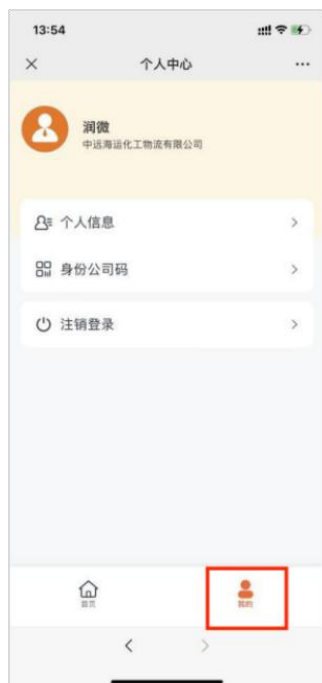 13:54
个人中心
润微
中远海运化工物流有限公司
个人信息
身份公司码
注销登录
首页
我的